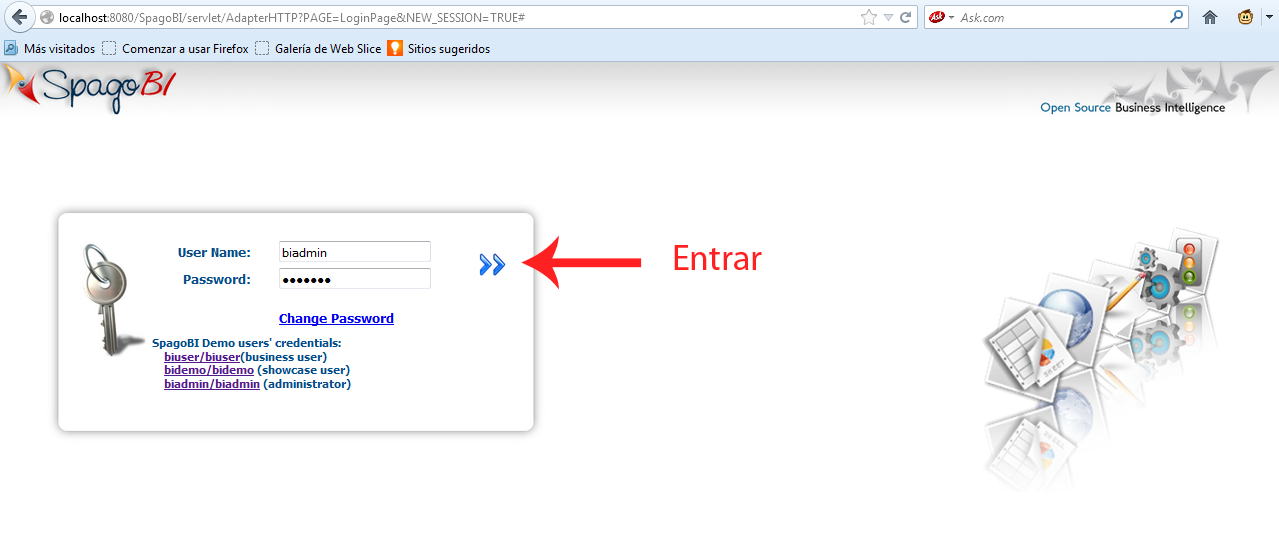 localhost:8080/SpagoBI/servlet/AdapterHTTP?PAGE=LoginPage&NEW_SESSION=TRUE#
Ask Ask.com
Más visitados Comenzar a usar Firefox Galería de Web Slice Sitios sugeridos
SpagoBI
Open Source Business Intelligence
User Name: biadmin
Entrar
Password: •••••••
Change Password
SpagoBI Demo users' credentials:
biuser/biuser(business user)
bidemo/bidemo (showcase user)
biadmin/biadmin (administrator)